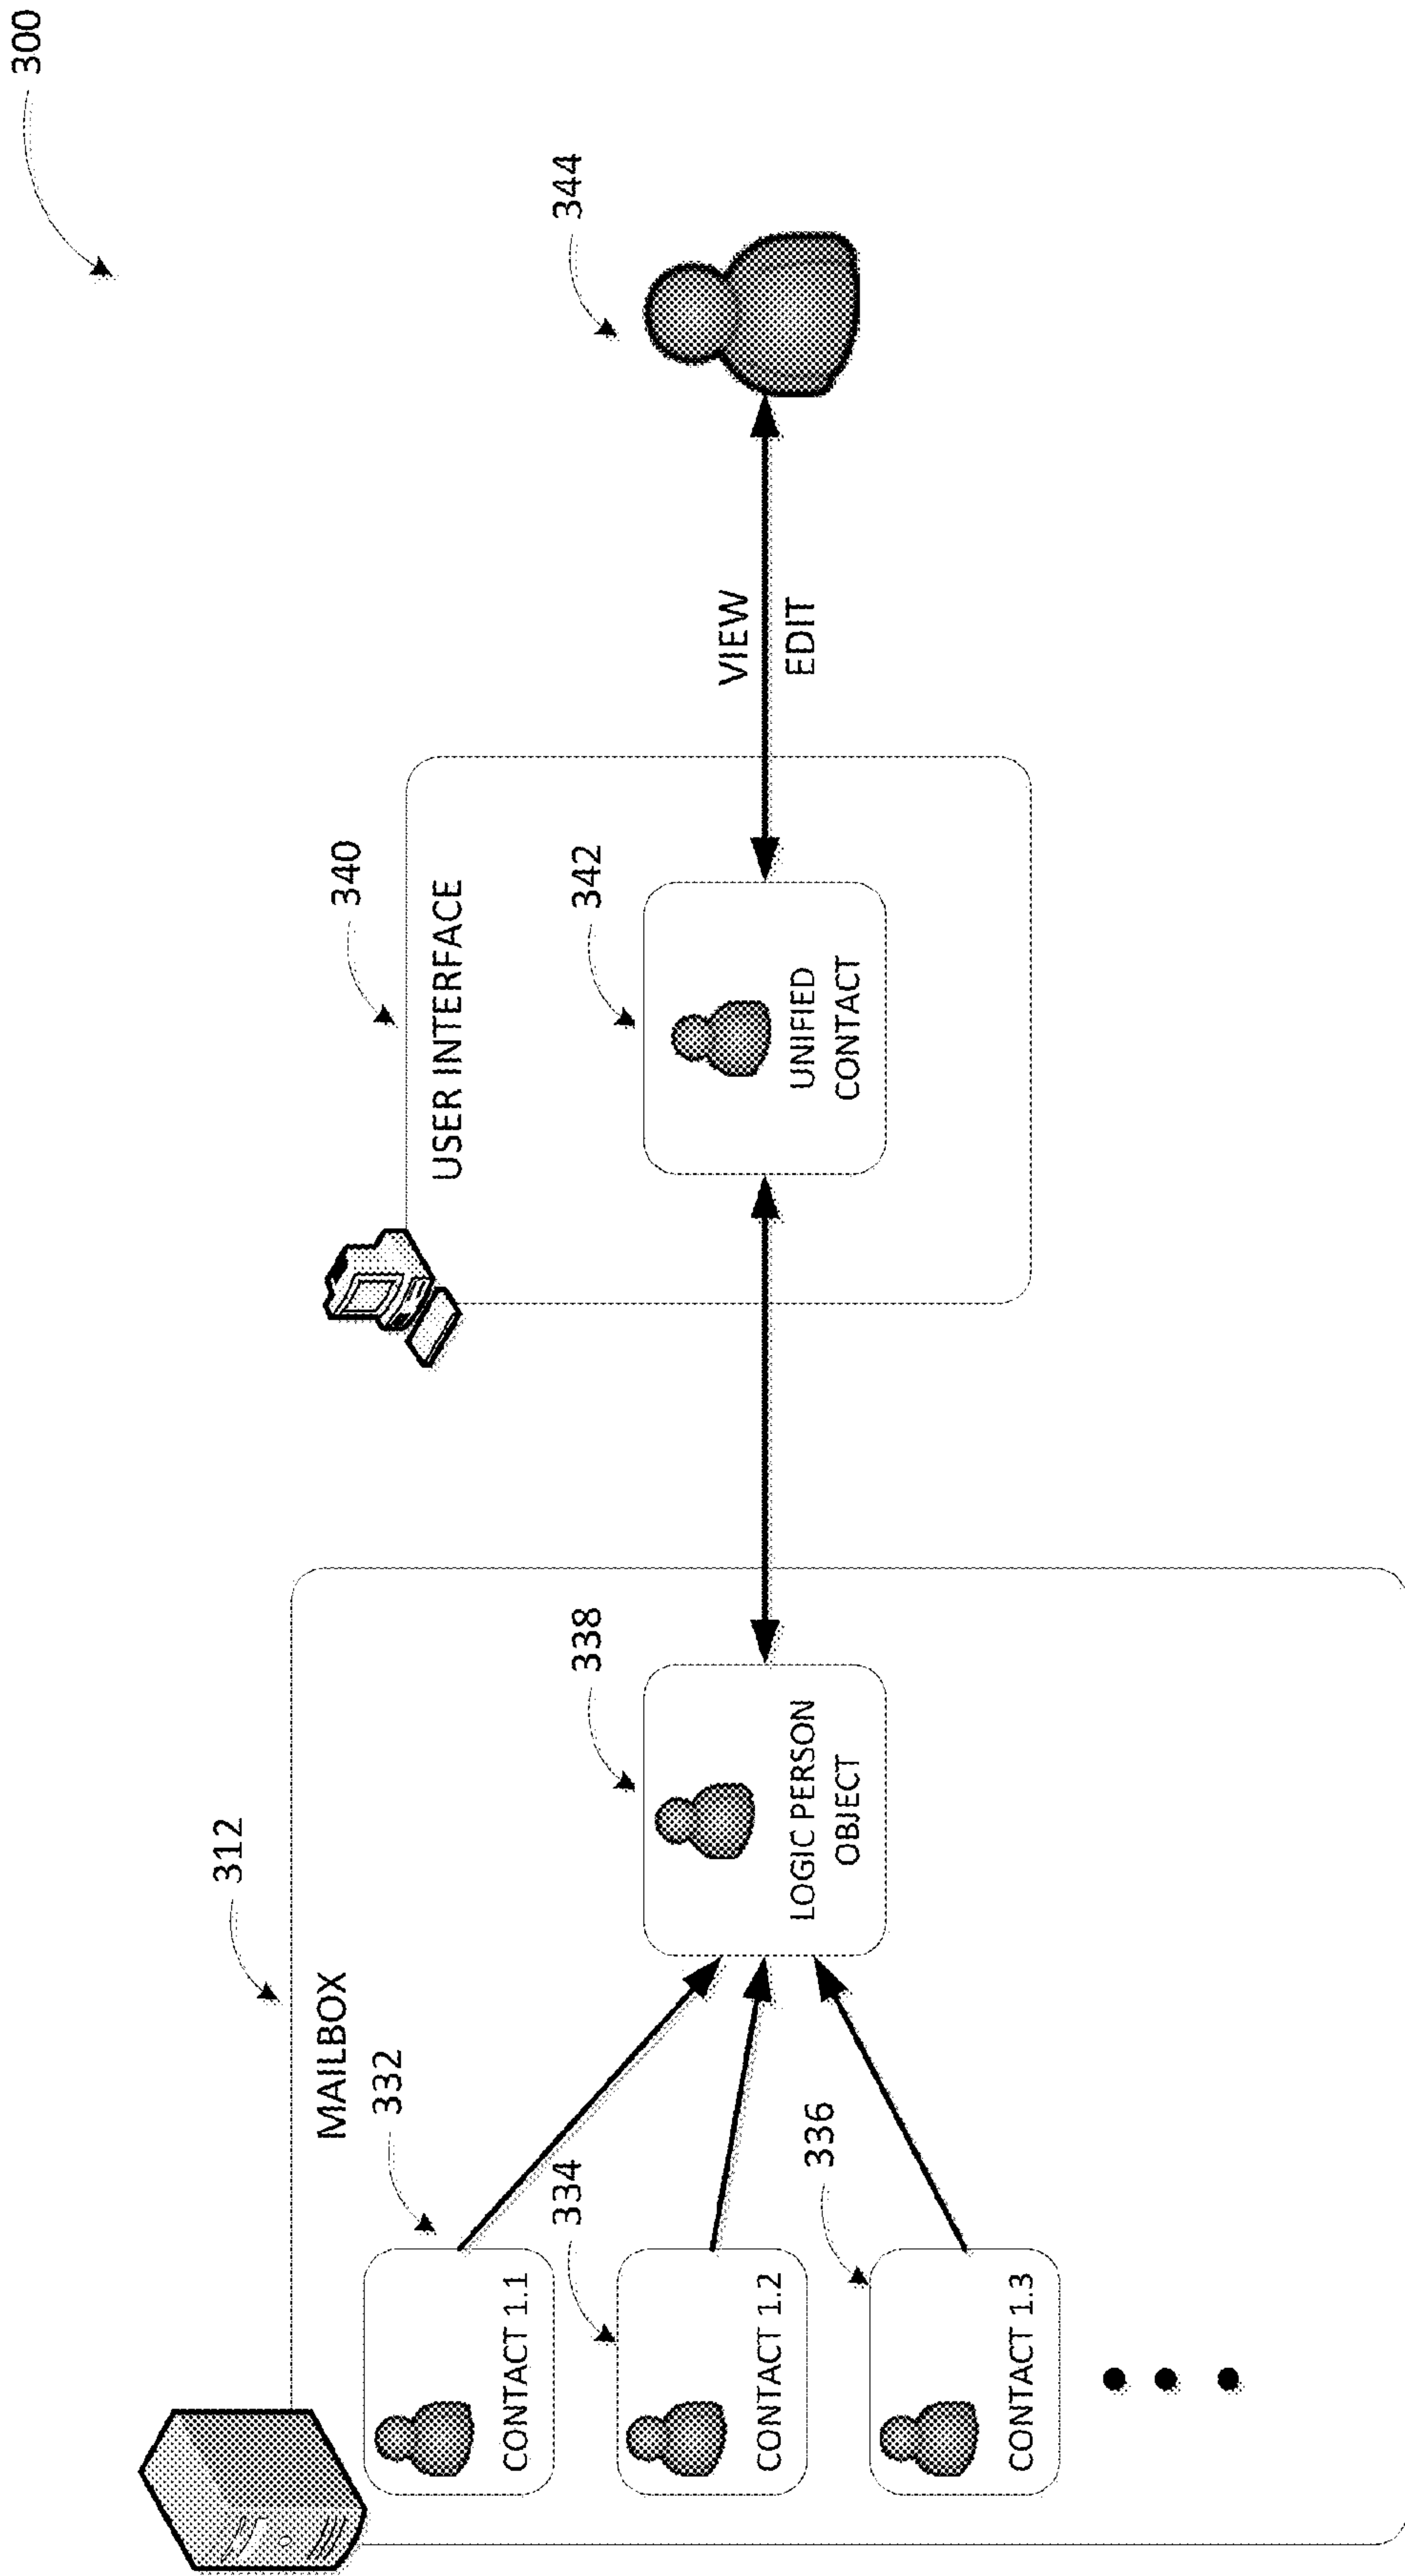 300
312
MAILBOX
332
CONTACT 1.1
334
CONTACT 1.2
336
CONTACT 1.3
338
LOGIC PERSON
OBJECT
340
USER INTERFACE
342
UNIFIED
CONTACT
VIEW
EDIT
344